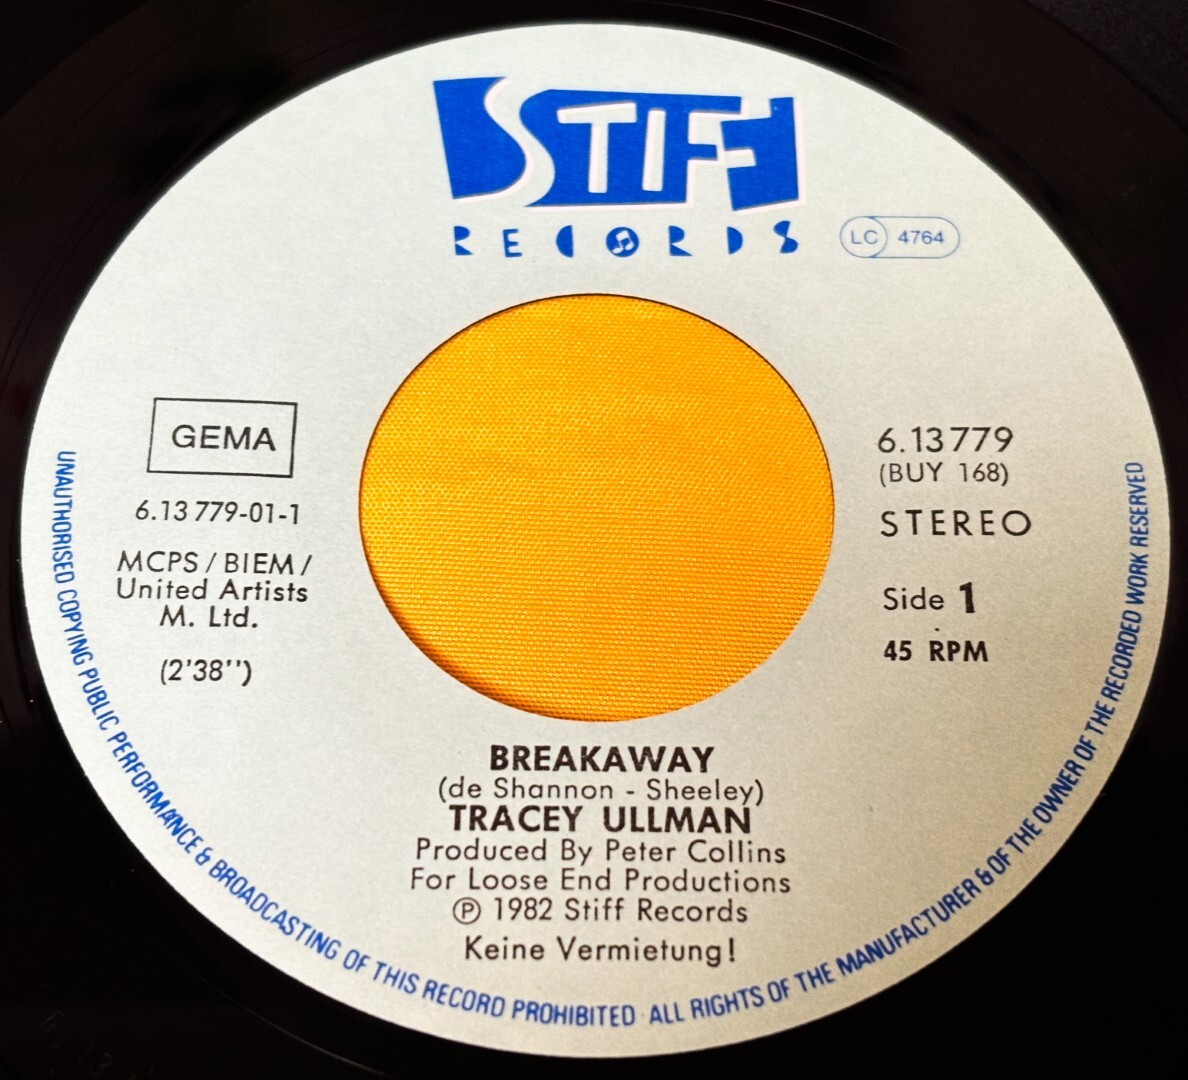 STIFF
RECORDS
LC 4764
GEMA
6.13 779-01-1
MCPS / BIEM /
United Artists
M. Ltd.
(2'38'')
6.13 779
(BUY 168)
STEREO
Side 1
45 RPM
BREAKAWAY
(de Shannon - Sheeley)
TRACEY ULLMAN
Produced By Peter Collins
For Loose End Productions
℗ 1982 Stiff Records
Keine Vermietung!
UNAUTHORISED COPYING PUBLIC PERFORMANCE & BROADCASTING OF THIS RECORD PROHIBITED · ALL RIGHTS OF THE MANUFACTURER & OF THE OWNER OF THE RECORDED WORK RESERVED